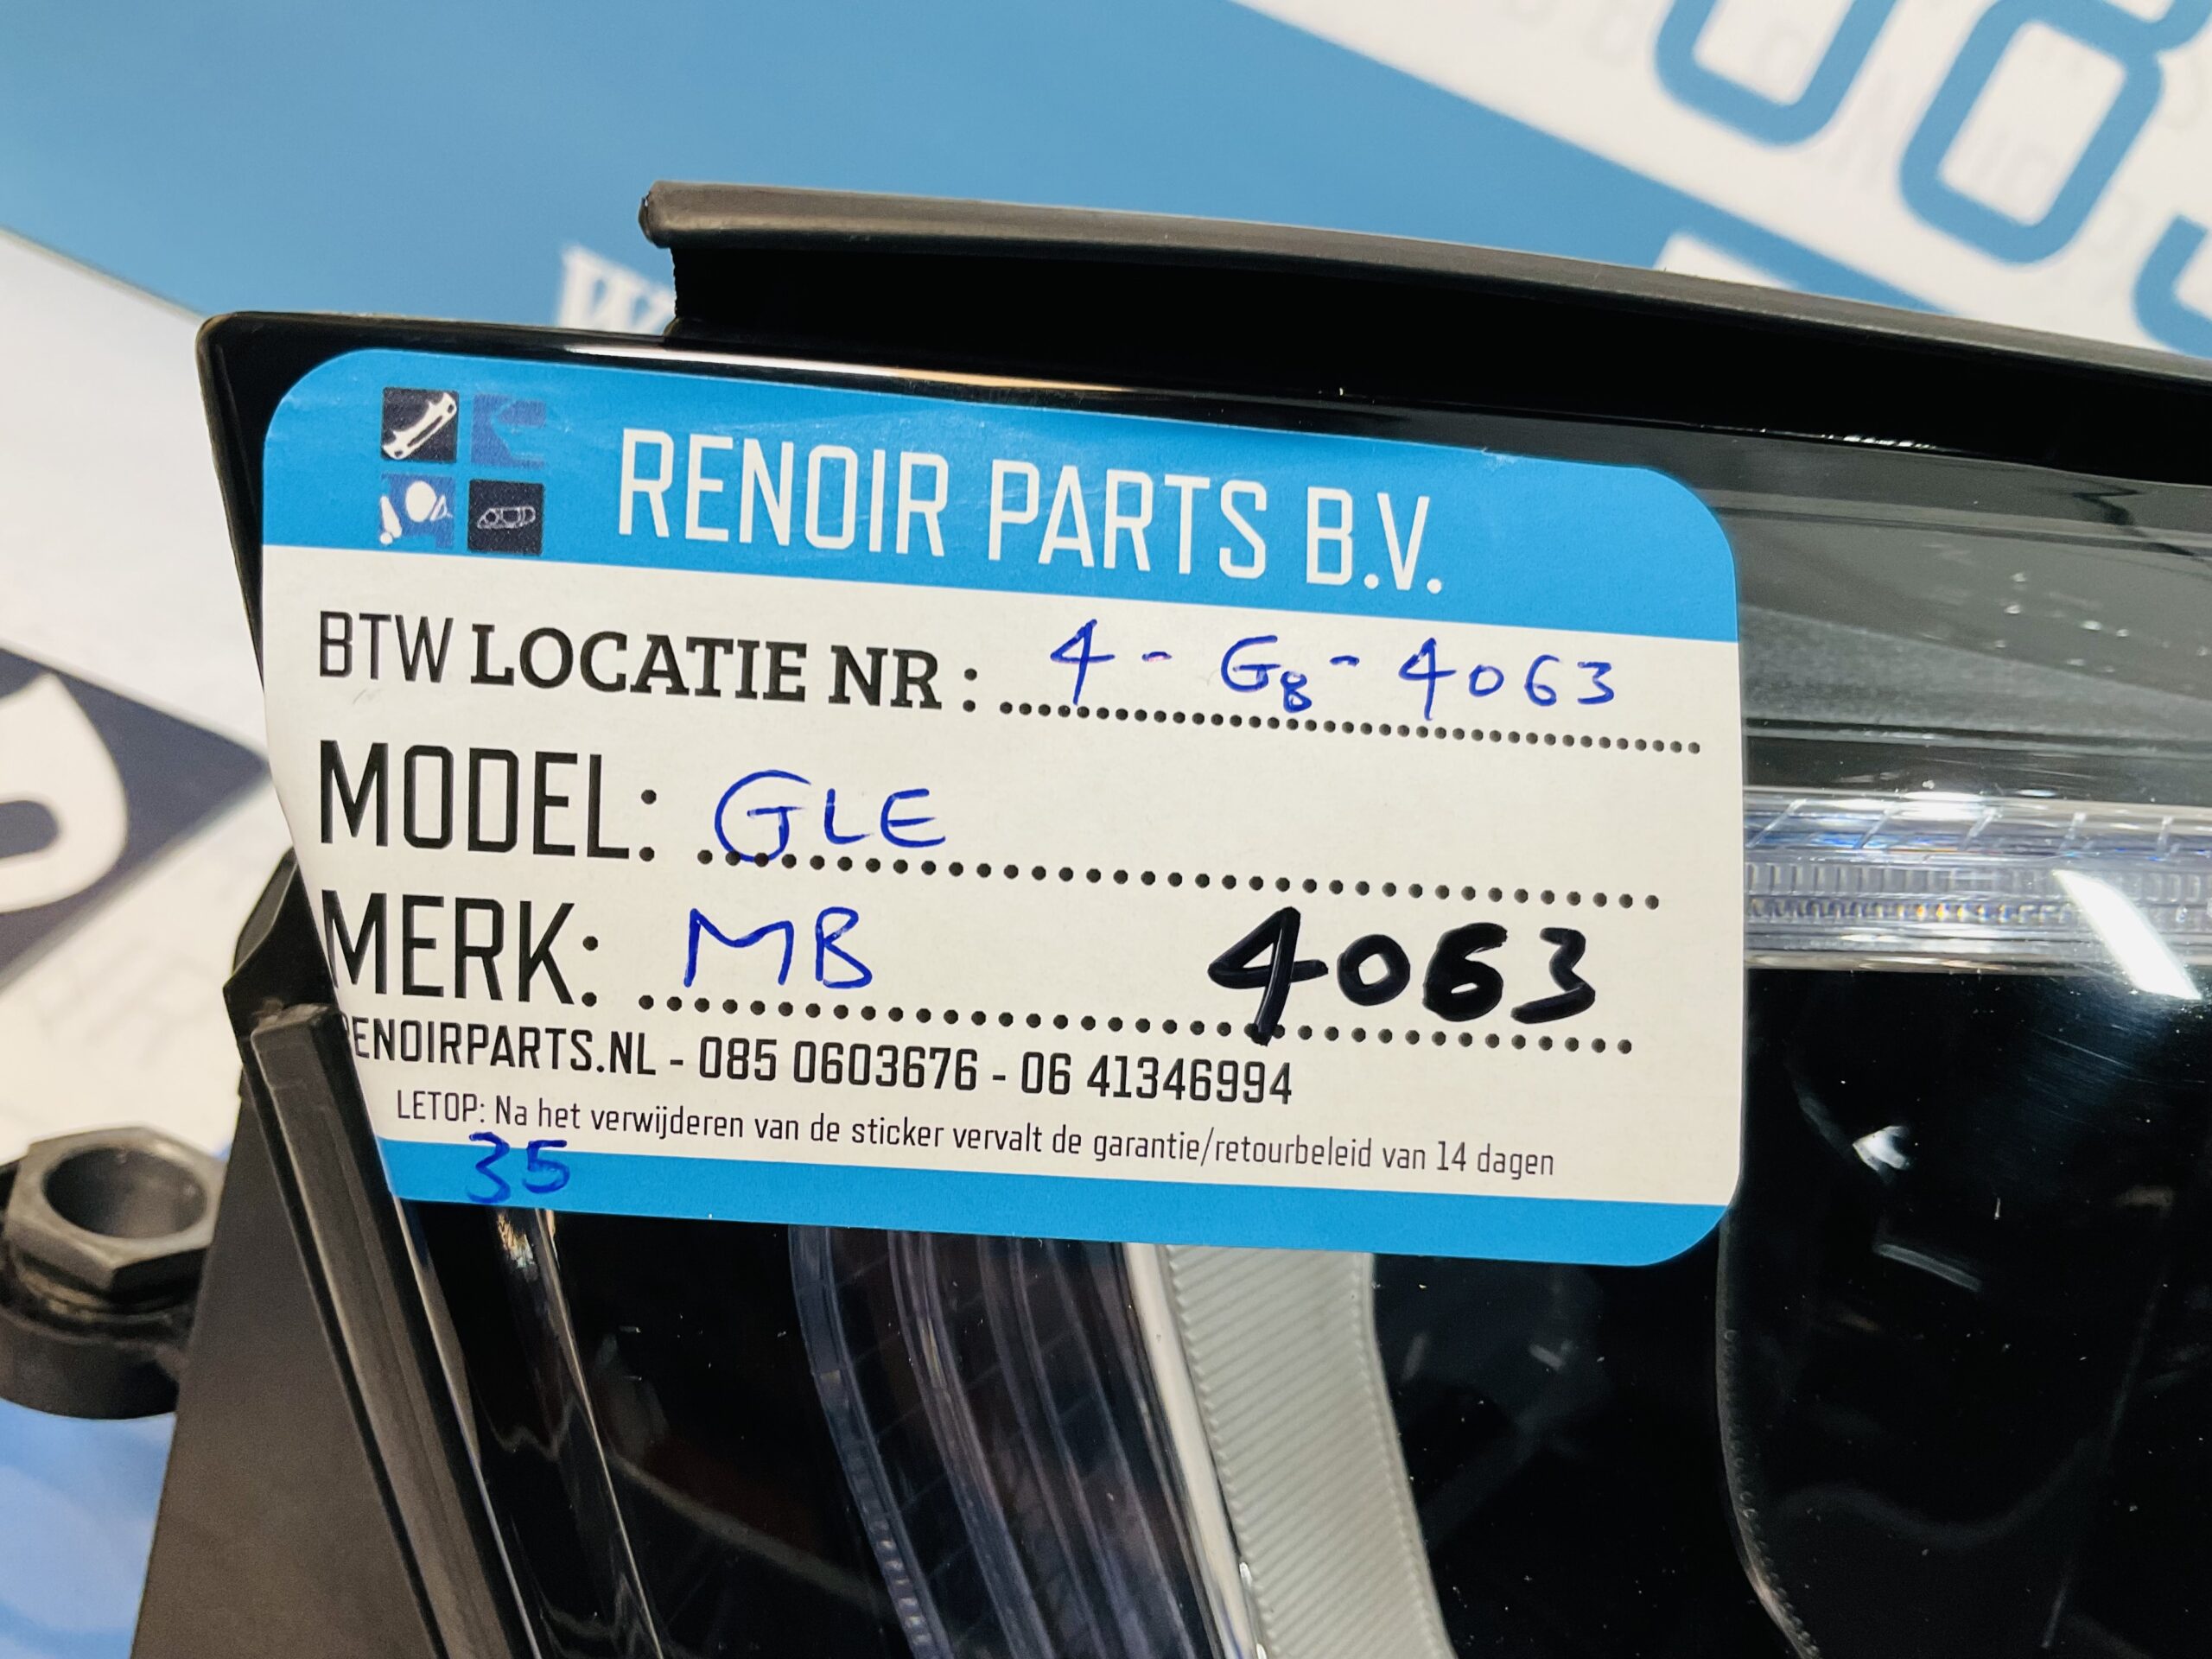 RENOIR PARTS B.V.
BTW LOCATIE NR : 4 - G8 - 4063
MODEL: GLE
MERK: MB 4063
ENOIRPARTS.NL - 085 0603676 - 06 41346994
LETOP: Na het verwijderen van de sticker vervalt de garantie/retourbeleid van 14 dagen
35